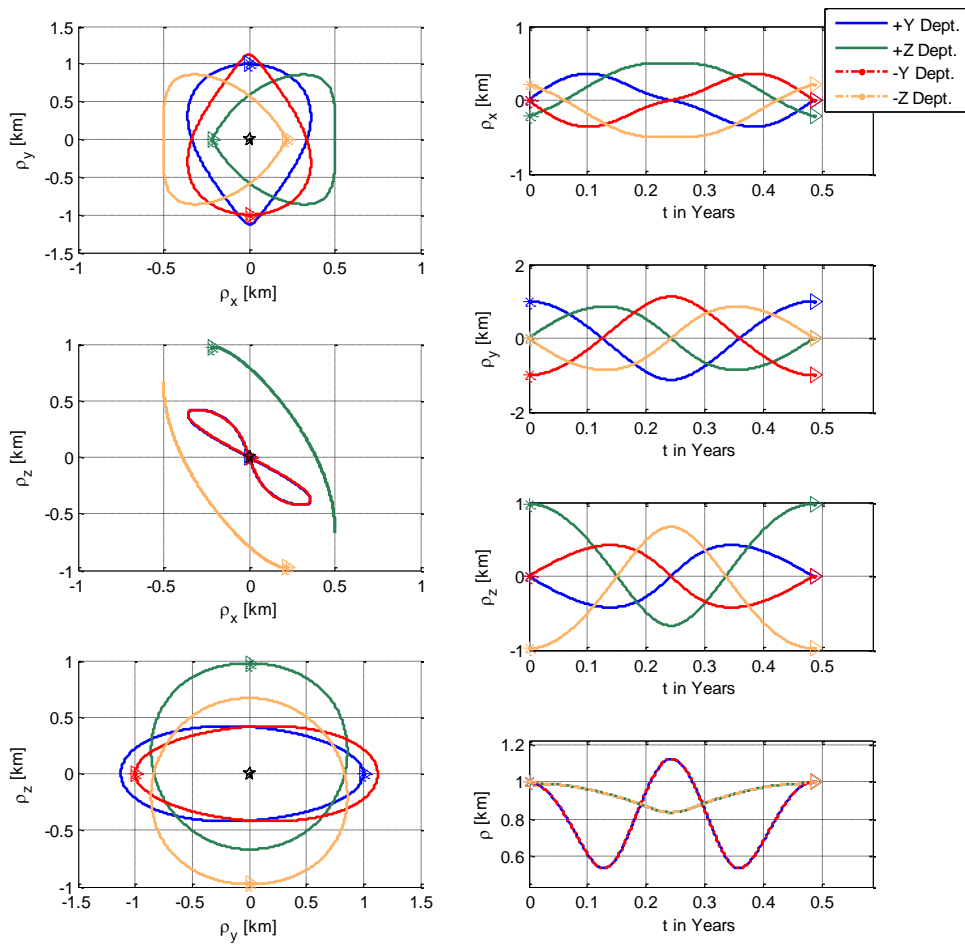 1.5
1
0.5
0
-0.5
-1
-1.5
ρy [km]
-1 -0.5 0 0.5 1
ρx [km]
1
0.5
0
-0.5
-1
ρz [km]
-1 -0.5 0 0.5 1
ρx [km]
1
0.5
0
-0.5
-1
ρz [km]
-1.5 -1 -0.5 0 0.5 1 1.5
ρy [km]
+Y Dept.
+Z Dept.
-Y Dept.
-Z Dept.
1
0
-1
ρx [km]
0 0.1 0.2 0.3 0.4 0.5
t in Years
2
0
-2
ρy [km]
0 0.1 0.2 0.3 0.4 0.5
t in Years
1
0
-1
ρz [km]
0 0.1 0.2 0.3 0.4 0.5
t in Years
1.2
1
0.8
0.6
ρ [km]
0 0.1 0.2 0.3 0.4 0.5
t in Years